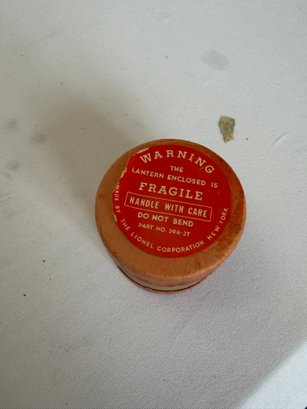 WARNING
THE
LANTERN ENCLOSED IS
FRAGILE
HANDLE WITH CARE
DO NOT BEND
PART NO. 394-37
MADE BY THE LIONEL CORPORATION NEW YORK